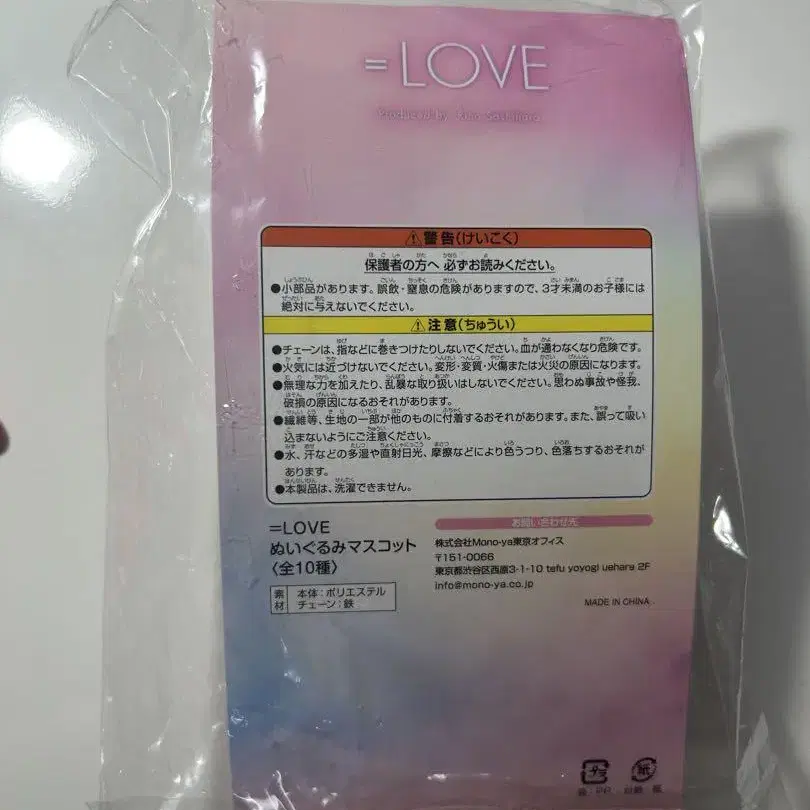 =LOVE
Produced by Rino Sashihara
⚠警告(けいこく)
保護者の方へ 必ずお読みください。
●小部品があります。誤飲・窒息の危険がありますので、3才未満のお子様には
絶対に与えないでください。
⚠注意(ちゅうい)
●チェーンは、指などに巻きつけたりしないでください。血が通わなくなり危険です。
●火気には近づけないでください。変形・変質・火傷または火災の原因になります。
●無理な力を加えたり、乱暴な取り扱いはしないでください。思わぬ事故や怪我、
破損の原因になるおそれがあります。
●繊維等、生地の一部が他のものに付着するおそれがあります。また、誤って吸い
込まないようにご注意ください。
●水、汗などの多湿や直射日光、摩擦などにより色うつり、色落ちするおそれが
あります。
●本製品は、洗濯できません。
=LOVE
ぬいぐるみマスコット
〈全10種〉
素材
本体:ポリエステル
チェーン:鉄
お問い合わせ先
株式会社Mono-ya東京オフィス
〒151-0066
東京都渋谷区西原3-1-10 tefu yoyogi uehara 2F
info@mono-ya.co.jp
MADE IN CHINA
プラ
紙
袋:PP
台紙:紙